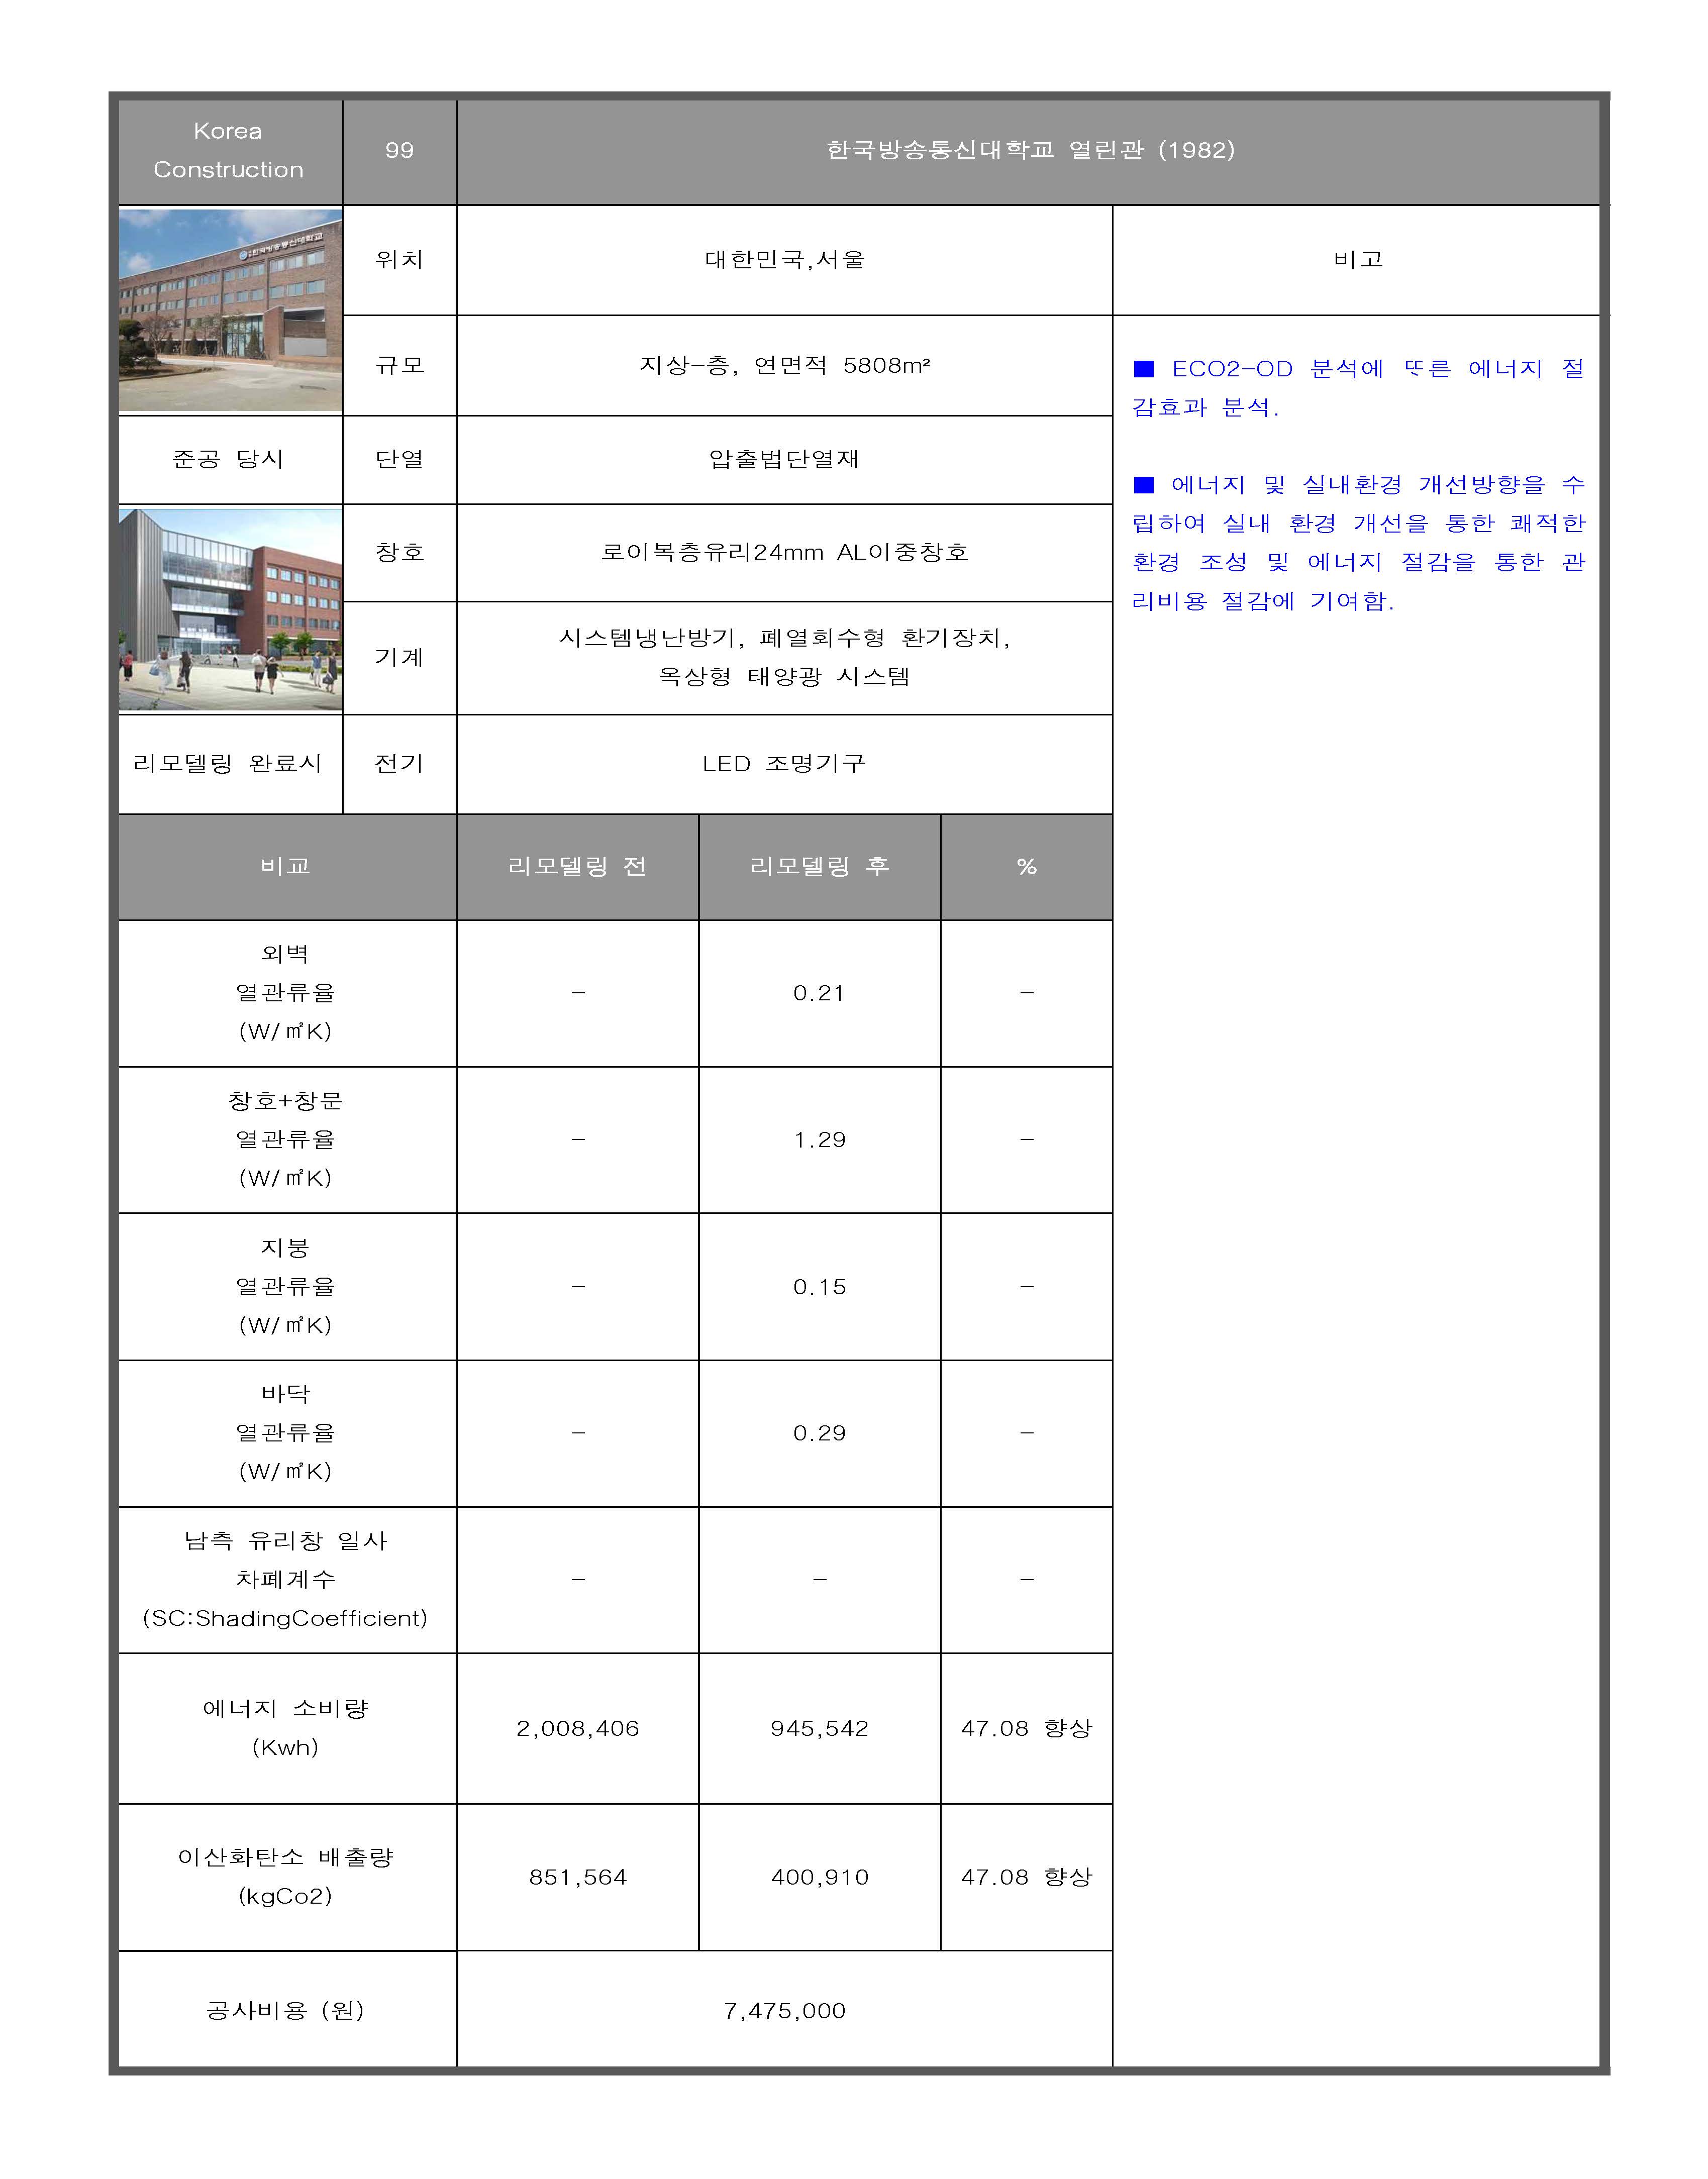 Korea
Construction
99
한국방송통신대학교 열린관 (1982)
한국방송통신대학교
위치
대한민국,서울
비고
규모
지상-층, 연면적 5808m²
■ ECO2-OD 분석에 ᄄᆞ른 에너지 절
감효과 분석.
준공 당시
단열
압출법단열재
■ 에너지 및 실내환경 개선방향을 수
립하여 실내 환경 개선을 통한 쾌적한
환경 조성 및 에너지 절감을 통한 관
리비용 절감에 기여함.
창호
로이복층유리24mm AL이중창호
기계
시스템냉난방기, 폐열회수형 환기장치,
옥상형 태양광 시스템
리모델링 완료시
전기
LED 조명기구
비교
리모델링 전
리모델링 후
%
외벽
열관류율
(W/㎡K)
-
0.21
-
창호+창문
열관류율
(W/㎡K)
-
1.29
-
지붕
열관류율
(W/㎡K)
-
0.15
-
바닥
열관류율
(W/㎡K)
-
0.29
-
남측 유리창 일사
차폐계수
(SC:ShadingCoefficient)
-
-
-
에너지 소비량
(Kwh)
2,008,406
945,542
47.08 향상
이산화탄소 배출량
(kgCo2)
851,564
400,910
47.08 향상
공사비용 (원)
7,475,000